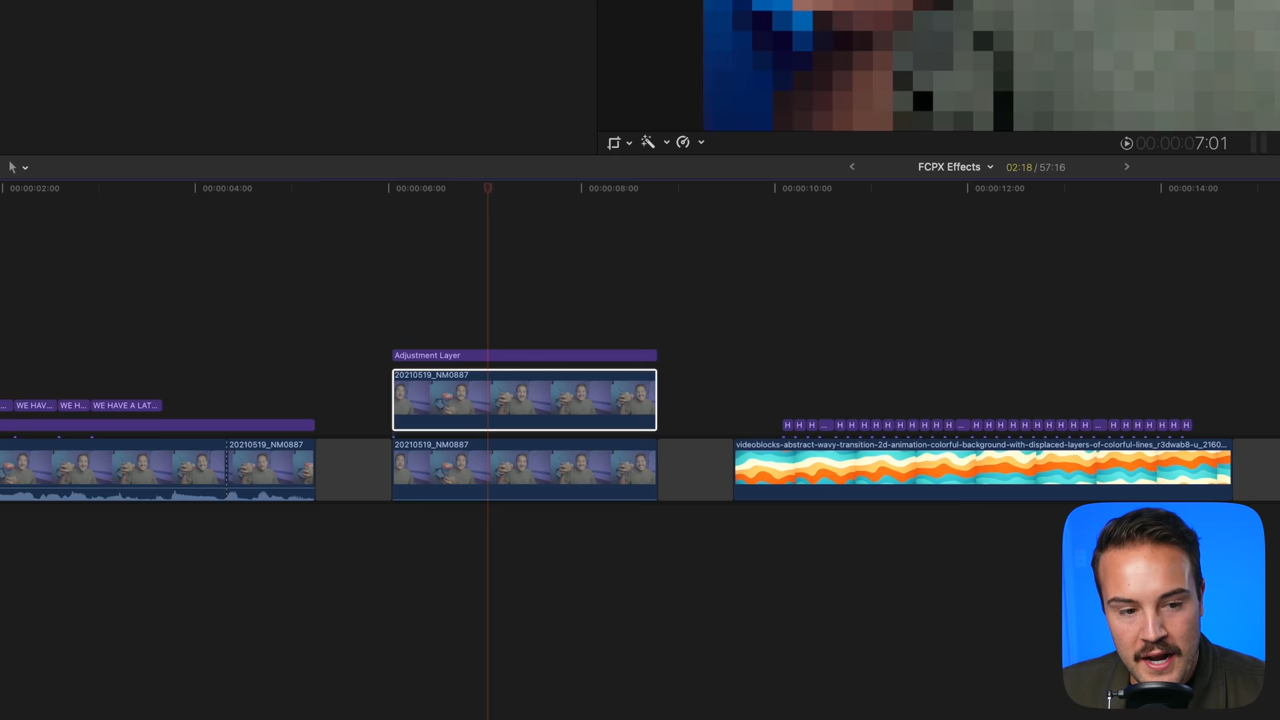 00:00:07:01
FCPX Effects
02:18 / 57:16
00:00:02:00
00:00:04:00
00:00:06:00
00:00:08:00
00:00:10:00
00:00:12:00
00:00:14:00
Adjustment Layer
20210519_NM0887
... WE HAV... WE H... WE HAVE A LAT...
H H H ... H H H H H H H H H H ... H H H H H H H H H H ... H H H H H H H
20210519_NM0887
20210519_NM0887
videoblocks-abstract-wavy-transition-2d-animation-colorful-background-with-displaced-layers-of-colorful-lines_r3dwab8-u_2160...